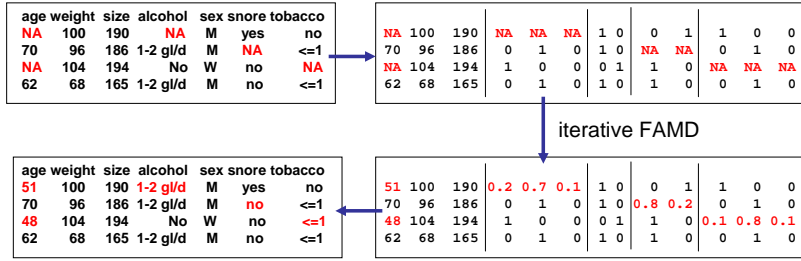 age weight size alcohol sex snore tobacco
NA 100 190 NA M yes no
70 96 186 1-2 gl/d M NA <=1
NA 104 194 No W no NA
62 68 165 1-2 gl/d M no <=1
NA 100 190 NA NA NA 1 0 0 1 1 0 0
70 96 186 0 1 0 1 0 NA NA 0 1 0
NA 104 194 1 0 0 0 1 1 0 NA NA NA
62 68 165 0 1 0 1 0 1 0 0 1 0
iterative FAMD
age weight size alcohol sex snore tobacco
51 100 190 1-2 gl/d M yes no
70 96 186 1-2 gl/d M no <=1
48 104 194 No W no <=1
62 68 165 1-2 gl/d M no <=1
51 100 190 0.2 0.7 0.1 1 0 0 1 1 0 0
70 96 186 0 1 0 1 0 0.8 0.2 0 1 0
48 104 194 1 0 0 0 1 1 0 0.1 0.8 0.1
62 68 165 0 1 0 1 0 1 0 0 1 0